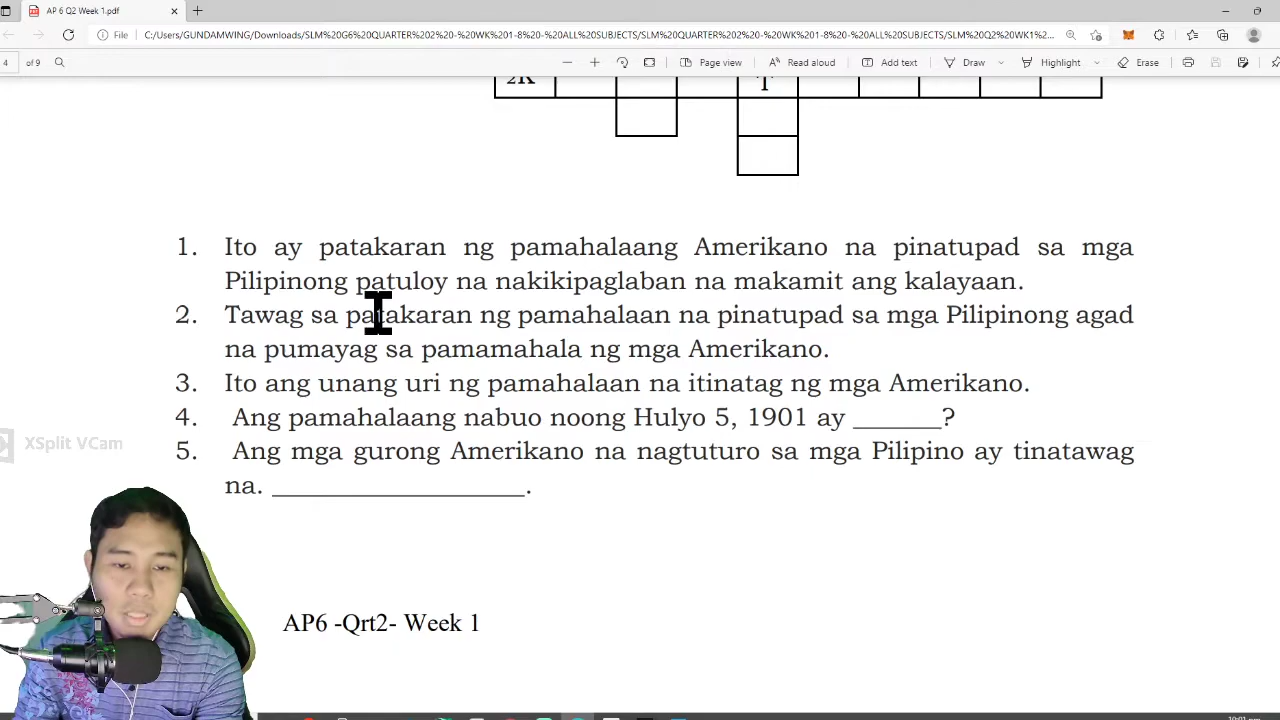 AP 6 Q2 Week 1.pdf
File
C:/Users/GUNDAMWING/Downloads/SLM%20G6%20QUARTER%202%20-%20WK%201-8%20-%20ALL%20SUBJECTS/SLM%20QUARTER%202%20-%20WK%201-8%20-%20ALL%20SUBJECTS/SLM%20Q2%20WK1%2...
4 of 9
Page view
Read aloud
Add text
Draw
Highlight
Erase
2K
T
1. Ito ay patakaran ng pamahalaang Amerikano na pinatupad sa mga
Pilipinong patuloy na nakikipaglaban na makamit ang kalayaan.
2. Tawag sa patakaran ng pamahalaan na pinatupad sa mga Pilipinong agad
na pumayag sa pamamahala ng mga Amerikano.
3. Ito ang unang uri ng pamahalaan na itinatag ng mga Amerikano.
4. Ang pamahalaang nabuo noong Hulyo 5, 1901 ay _______?
5. Ang mga gurong Amerikano na nagtuturo sa mga Pilipino ay tinatawag
na. ____________________.
XSplit VCam
AP6 -Qrt2- Week 1